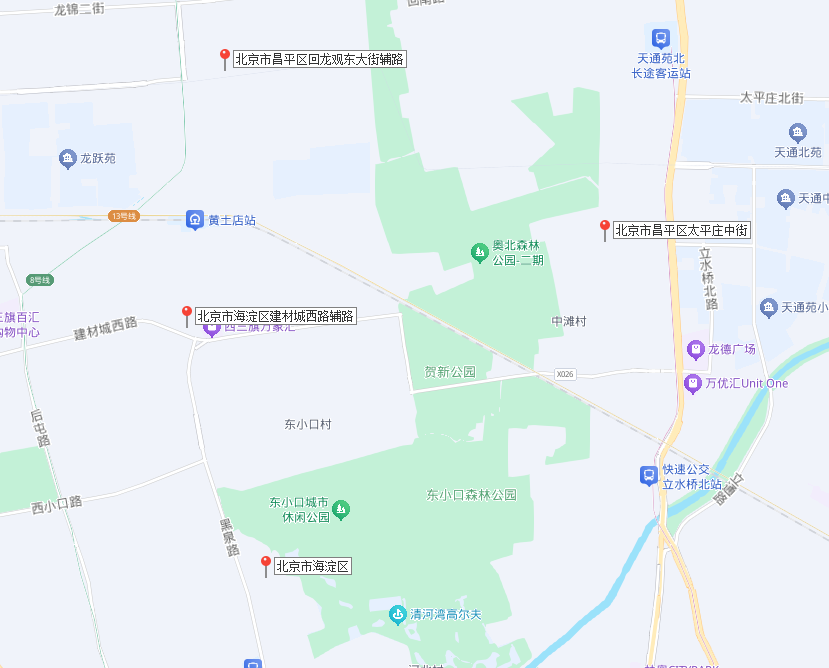 龙锦二街
北京市昌平区回龙观东大街辅路
天通苑北
长途客运站
太平庄北街
天通北苑
龙跃苑
天通中
13号线
黄土店站
北京市昌平区太平庄中街
奥北森林
公园-二期
立水桥北路
8号线
三旗百汇
购物中心
北京市海淀区建材城西路辅路
建材城西路
中滩村
天通苑小
龙德广场
贺新公园
X026
万优汇Unit One
后屯路
东小口村
快速公交
立水桥北站
立通路
西小口路
东小口城市
休闲公园
东小口森林公园
黑泉路
北京市海淀区
清河湾高尔夫